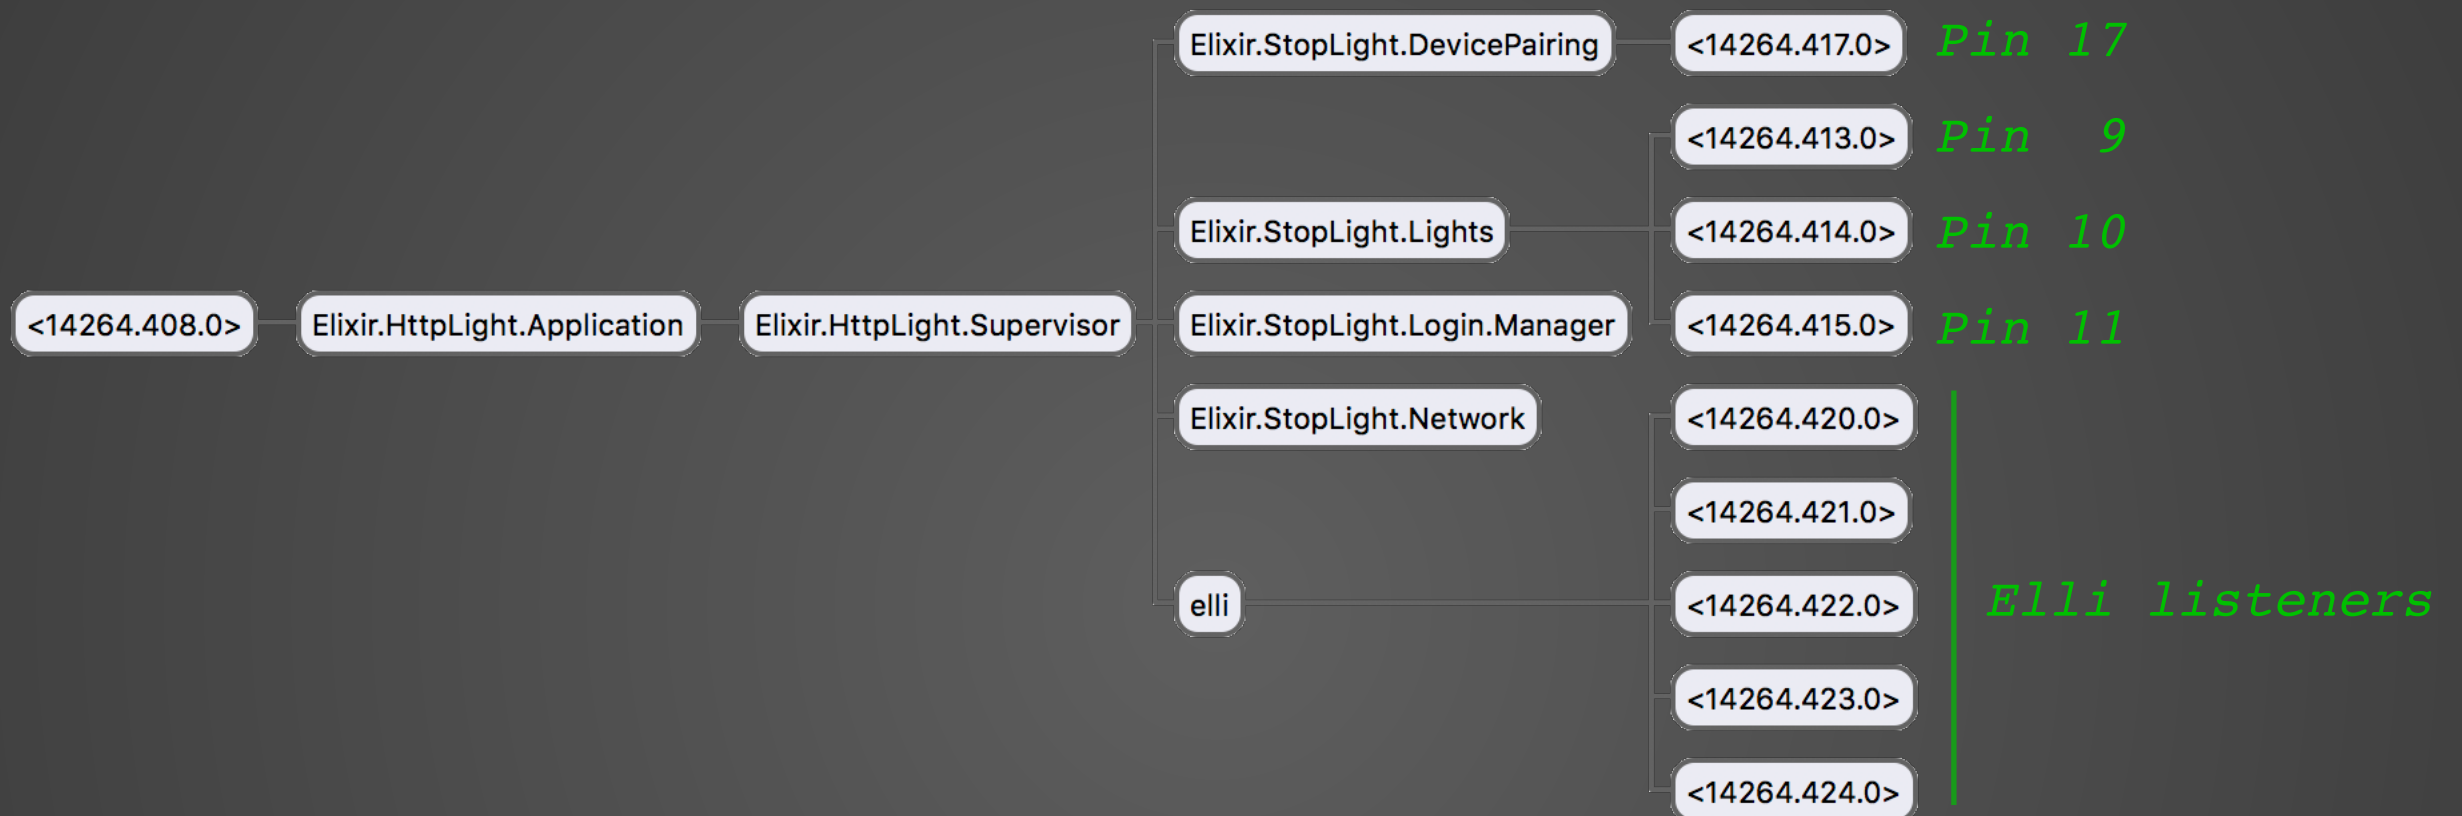 Elixir.StopLight.DevicePairing <14264.417.0> Pin 17
<14264.413.0> Pin 9
Elixir.StopLight.Lights <14264.414.0> Pin 10
<14264.408.0> Elixir.HttpLight.Application Elixir.HttpLight.Supervisor Elixir.StopLight.Login.Manager <14264.415.0> Pin 11
Elixir.StopLight.Network <14264.420.0>
<14264.421.0>
elli <14264.422.0> Elli listeners
<14264.423.0>
<14264.424.0>